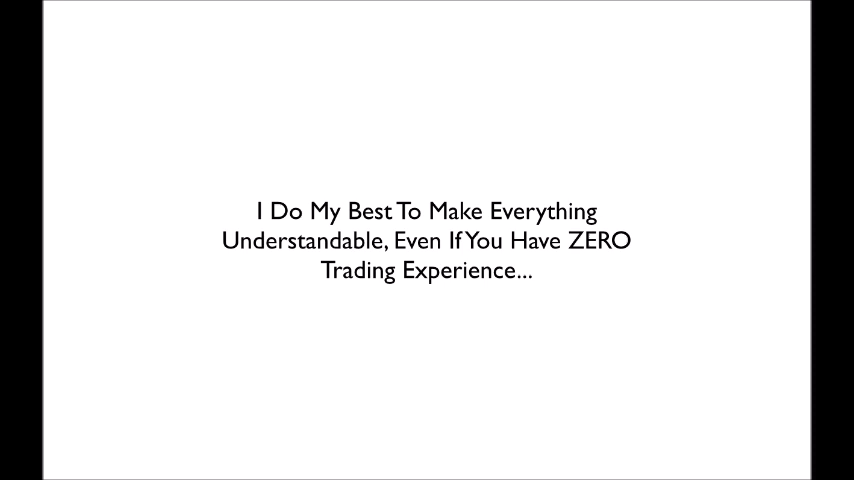 I Do My Best To Make Everything
Understandable, Even If You Have ZERO
Trading Experience...